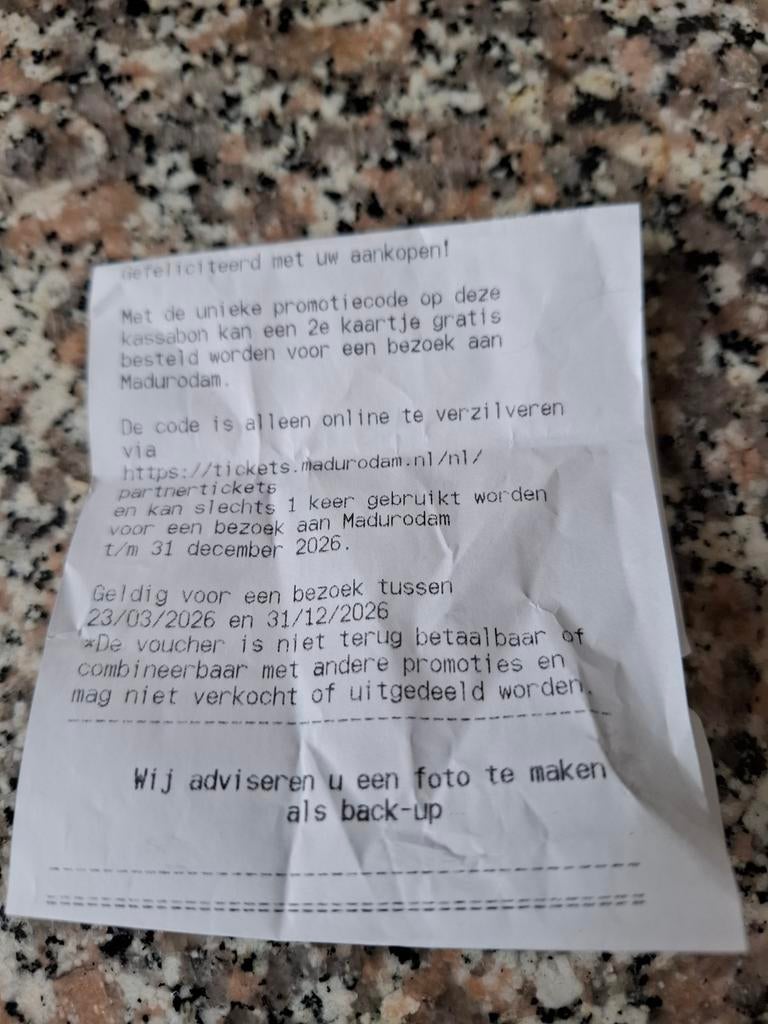 Gefeliciteerd met uw aankopen!
Met de unieke promotiecode op deze
kassabon kan een 2e kaartje gratis
besteld worden voor een bezoek aan
Madurodam.
De code is alleen online te verzilveren
via
https://tickets.madurodam.nl/nl/
partnertickets
en kan slechts 1 keer gebruikt worden
voor een bezoek aan Madurodam
t/m 31 december 2026.
Geldig voor een bezoek tussen
23/03/2026 en 31/12/2026
*De voucher is niet terug betaalbaar of
combineerbaar met andere promoties en
mag niet verkocht of uitgedeeld worden.
Wij adviseren u een foto te maken
als back-up